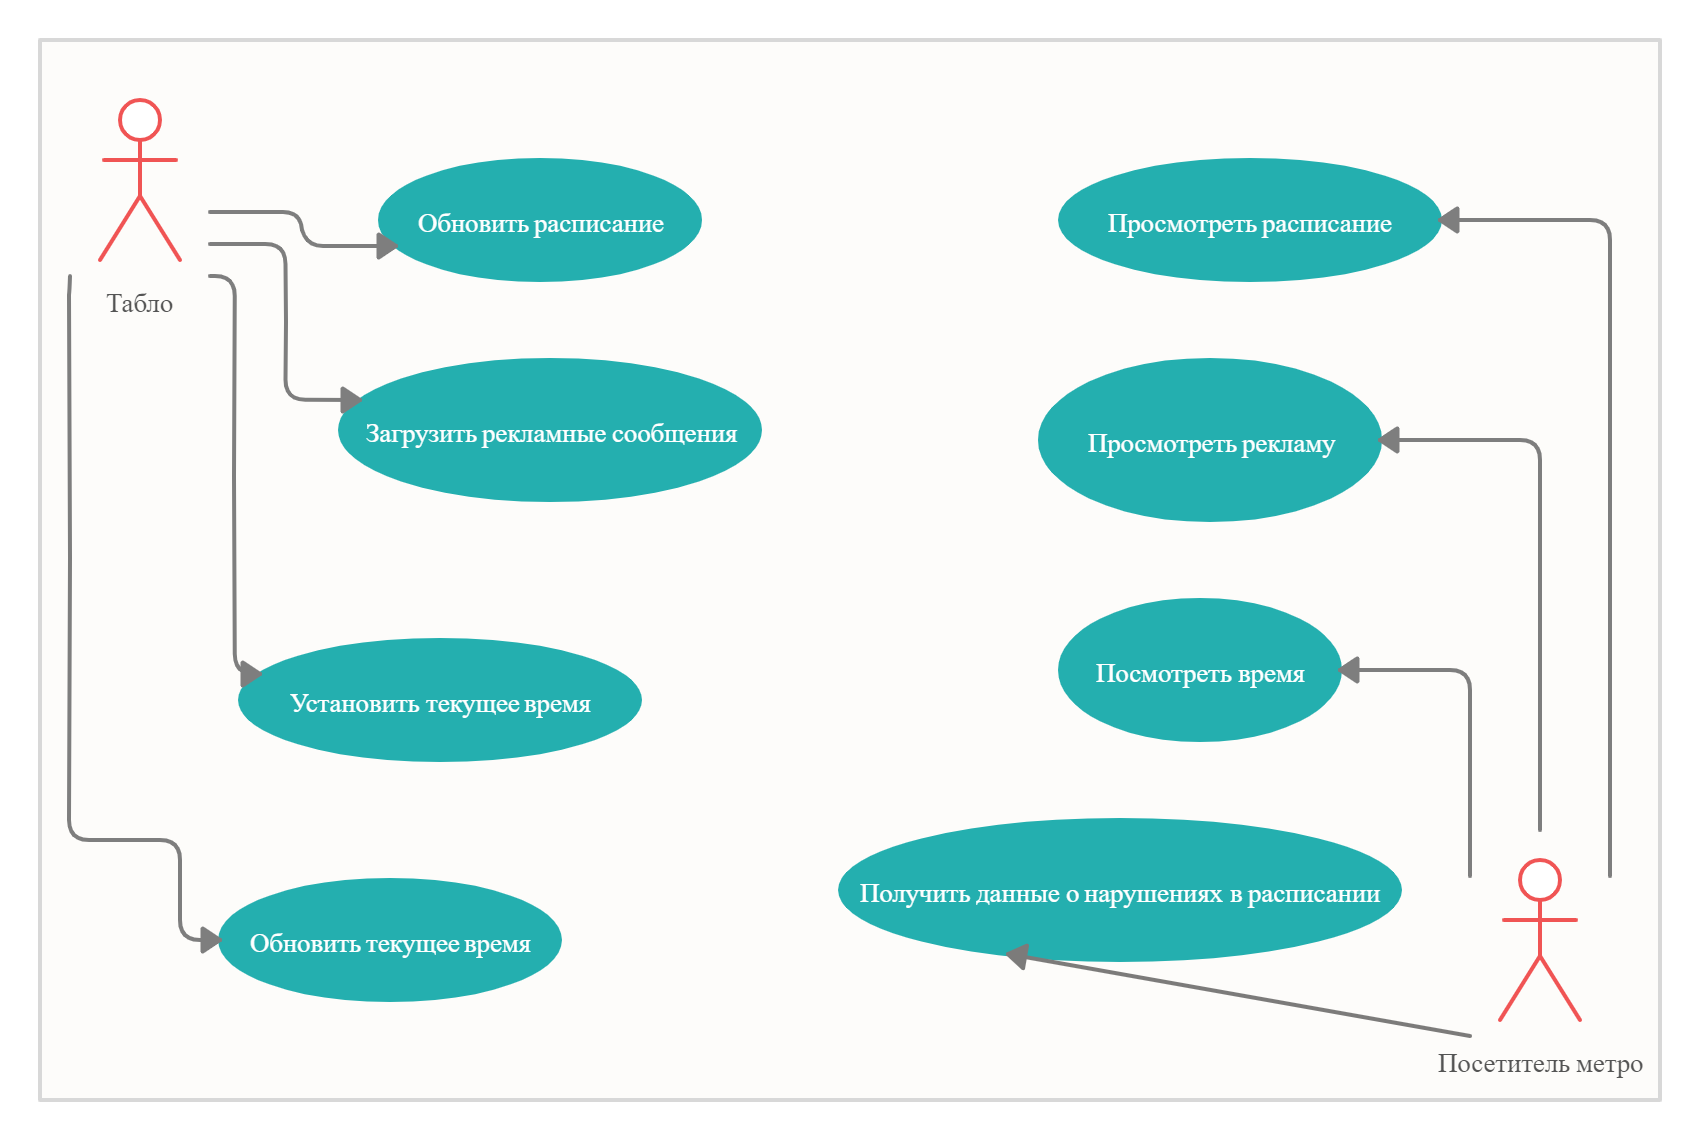 Табло
Обновить расписание
Загрузить рекламные сообщения
Установить текущее время
Обновить текущее время
Просмотреть расписание
Просмотреть рекламу
Посмотреть время
Получить данные о нарушениях в расписании
Посетитель метро